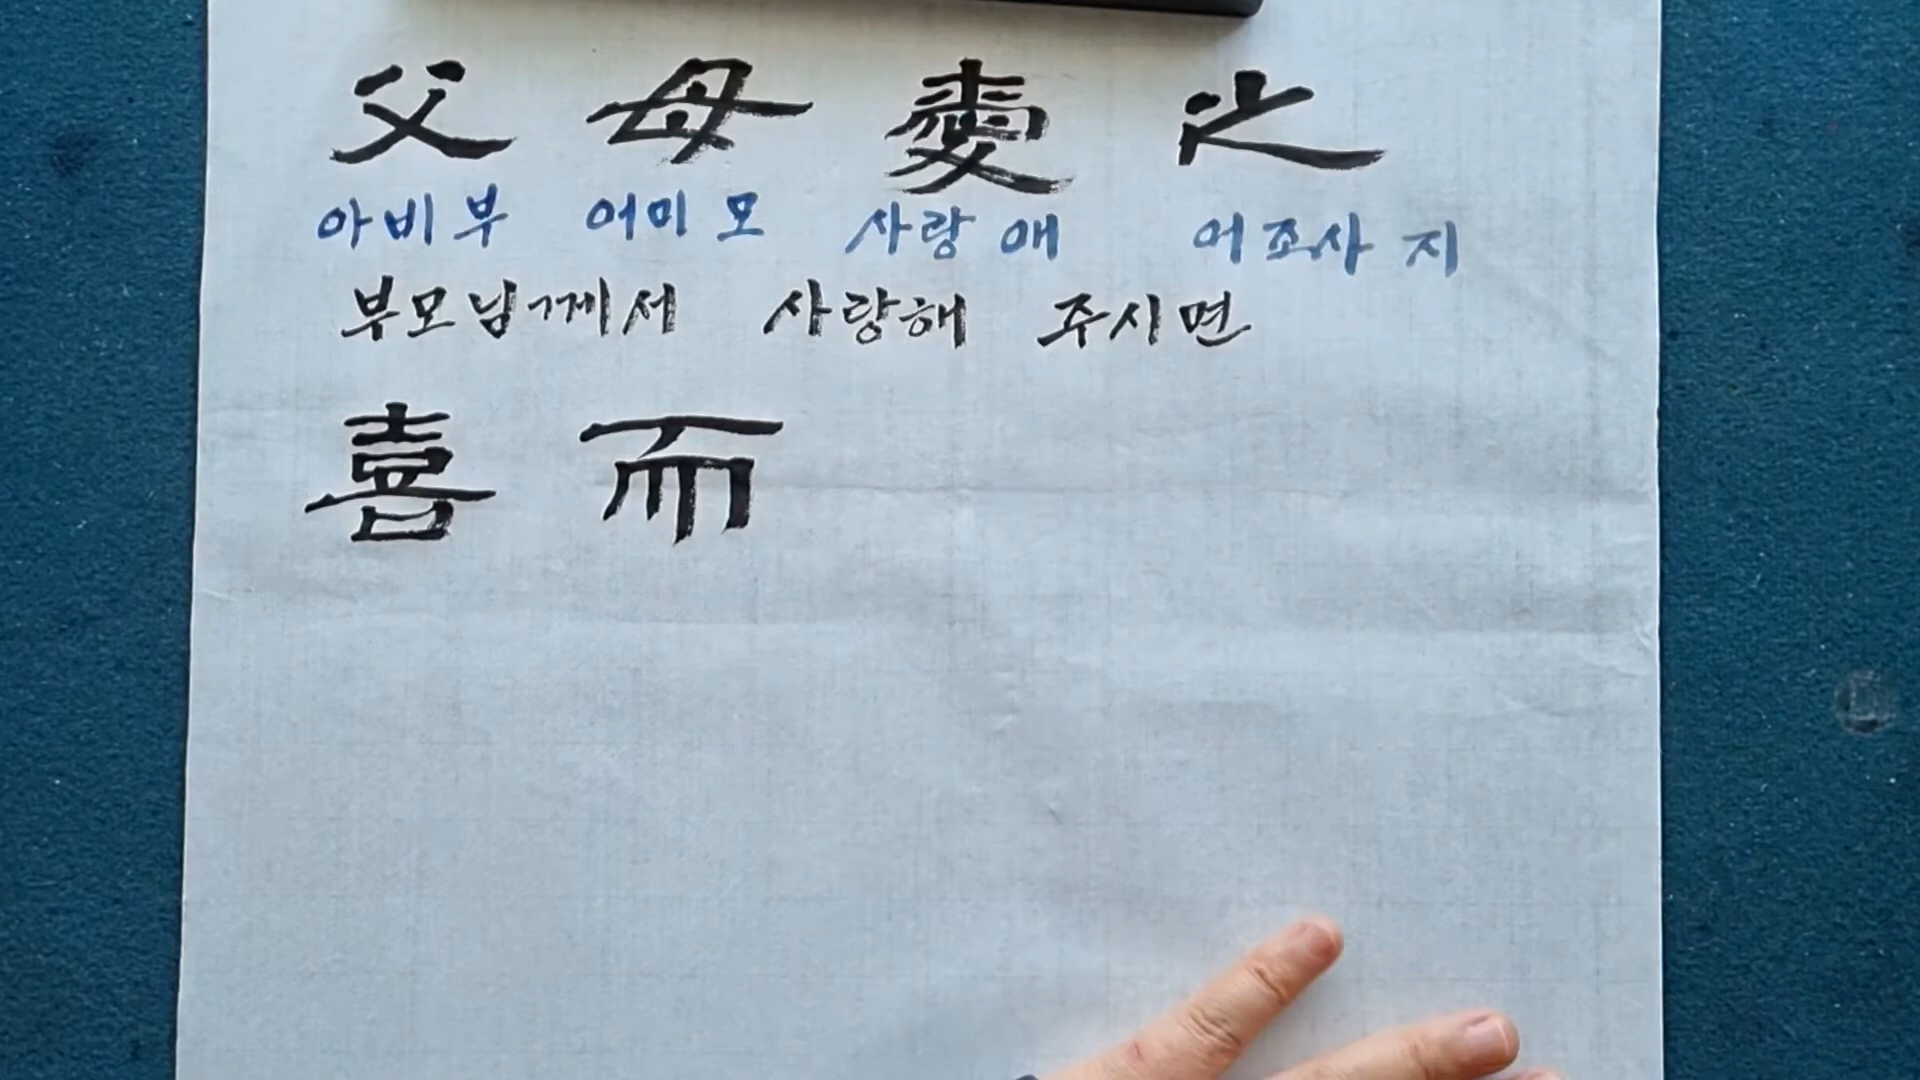 父 母 愛 之
아비 부 어미 모 사랑 애 어조사 지
부모님께서 사랑해 주시면
喜 而